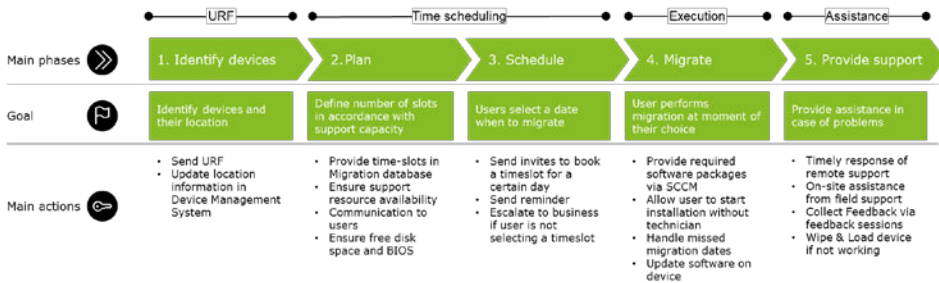 URF
Time scheduling
Execution
Assistance
Main phases
1. Identify devices
2. Plan
3. Schedule
4. Migrate
5. Provide support
Goal
Identify devices and
their location
Define number of slots
in accordance with
support capacity
Users select a date
when to migrate
User performs
migration at moment of
their choice
Provide assistance in
case of problems
Main actions
• Send URF
• Update location
information in
Device Management
System
• Provide time-slots in
Migration database
• Ensure support
resource availability
• Communication to
users
• Ensure free disk
space and BIOS
• Send invites to book
a timeslot for a
certain day
• Send reminder
• Escalate to business
if user is not
selecting a timeslot
• Provide required
software packages
via SCCM
• Allow user to start
installation without
technician
• Handle missed
migration dates
• Update software on
device
• Timely response of
remote support
• On-site assistance
from field support
• Collect Feedback via
feedback sessions
• Wipe & Load device
if not working